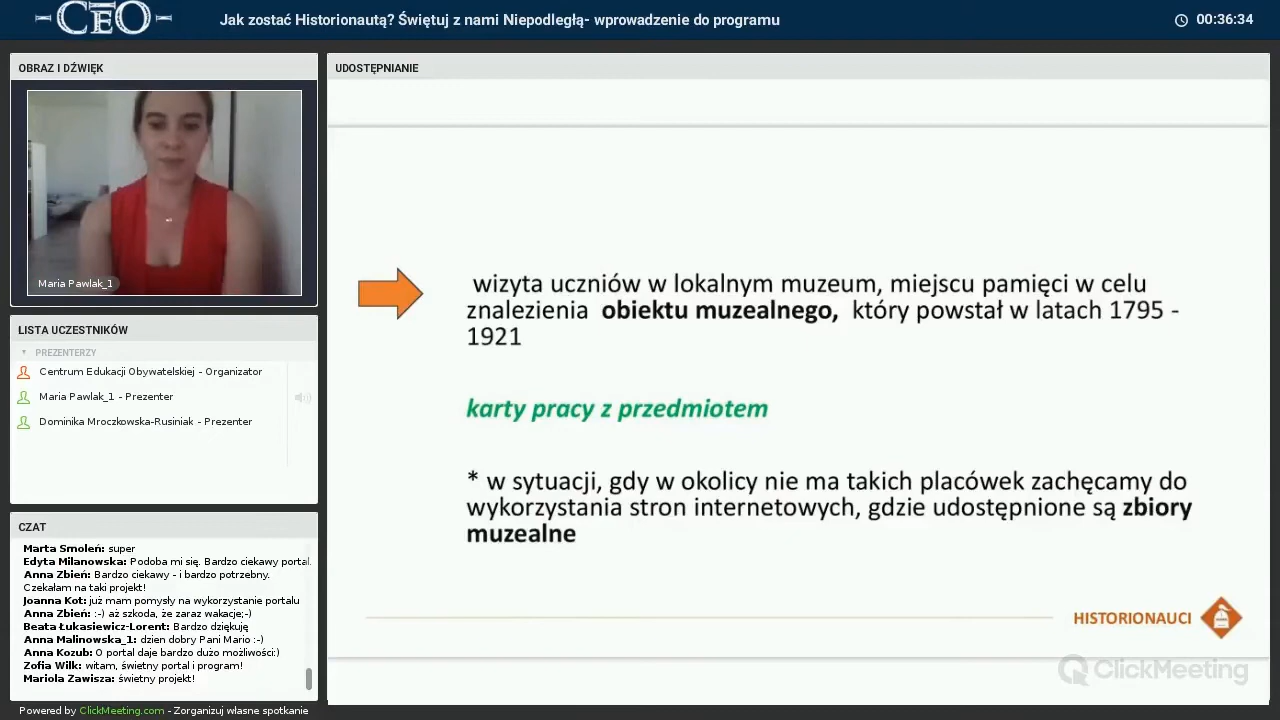 CEO
Jak zostać Historionautą? Świętuj z nami Niepodległą- wprowadzenie do programu
00:36:34
OBRAZ I DŹWIĘK
Maria Pawlak_1
LISTA UCZESTNIKÓW
PREZENTERZY
Centrum Edukacji Obywatelskiej - Organizator
Maria Pawlak_1 - Prezenter
Dominika Mroczkowska-Rusiniak - Prezenter
CZAT
Marta Smoleń: super
Edyta Milanowska: Podoba mi się. Bardzo ciekawy portal.
Anna Zbień: Bardzo ciekawy - i bardzo potrzebny.
Czekałam na taki projekt!
Joanna Kot: już mam pomysły na wykorzystanie portalu
Anna Zbień: :-) aż szkoda, że zaraz wakacje;-)
Beata Łukasiewicz-Lorent: Bardzo dziękuję
Anna Malinowska_1: dzien dobry Pani Mario :-)
Anna Kozub: O portal daje bardzo dużo możliwości:)
Zofia Wilk: witam, świetny portal i program!
Mariola Zawisza: świetny projekt!
Powered by ClickMeeting.com - Zorganizuj własne spotkanie
UDOSTĘPNIANIE
wizyta uczniów w lokalnym muzeum, miejscu pamięci w celu
znalezienia obiektu muzealnego, który powstał w latach 1795 -
1921
karty pracy z przedmiotem
* w sytuacji, gdy w okolicy nie ma takich placówek zachęcamy do
wykorzystania stron internetowych, gdzie udostępnione są zbiory
muzealne
HISTORIONAUCI
ClickMeeting